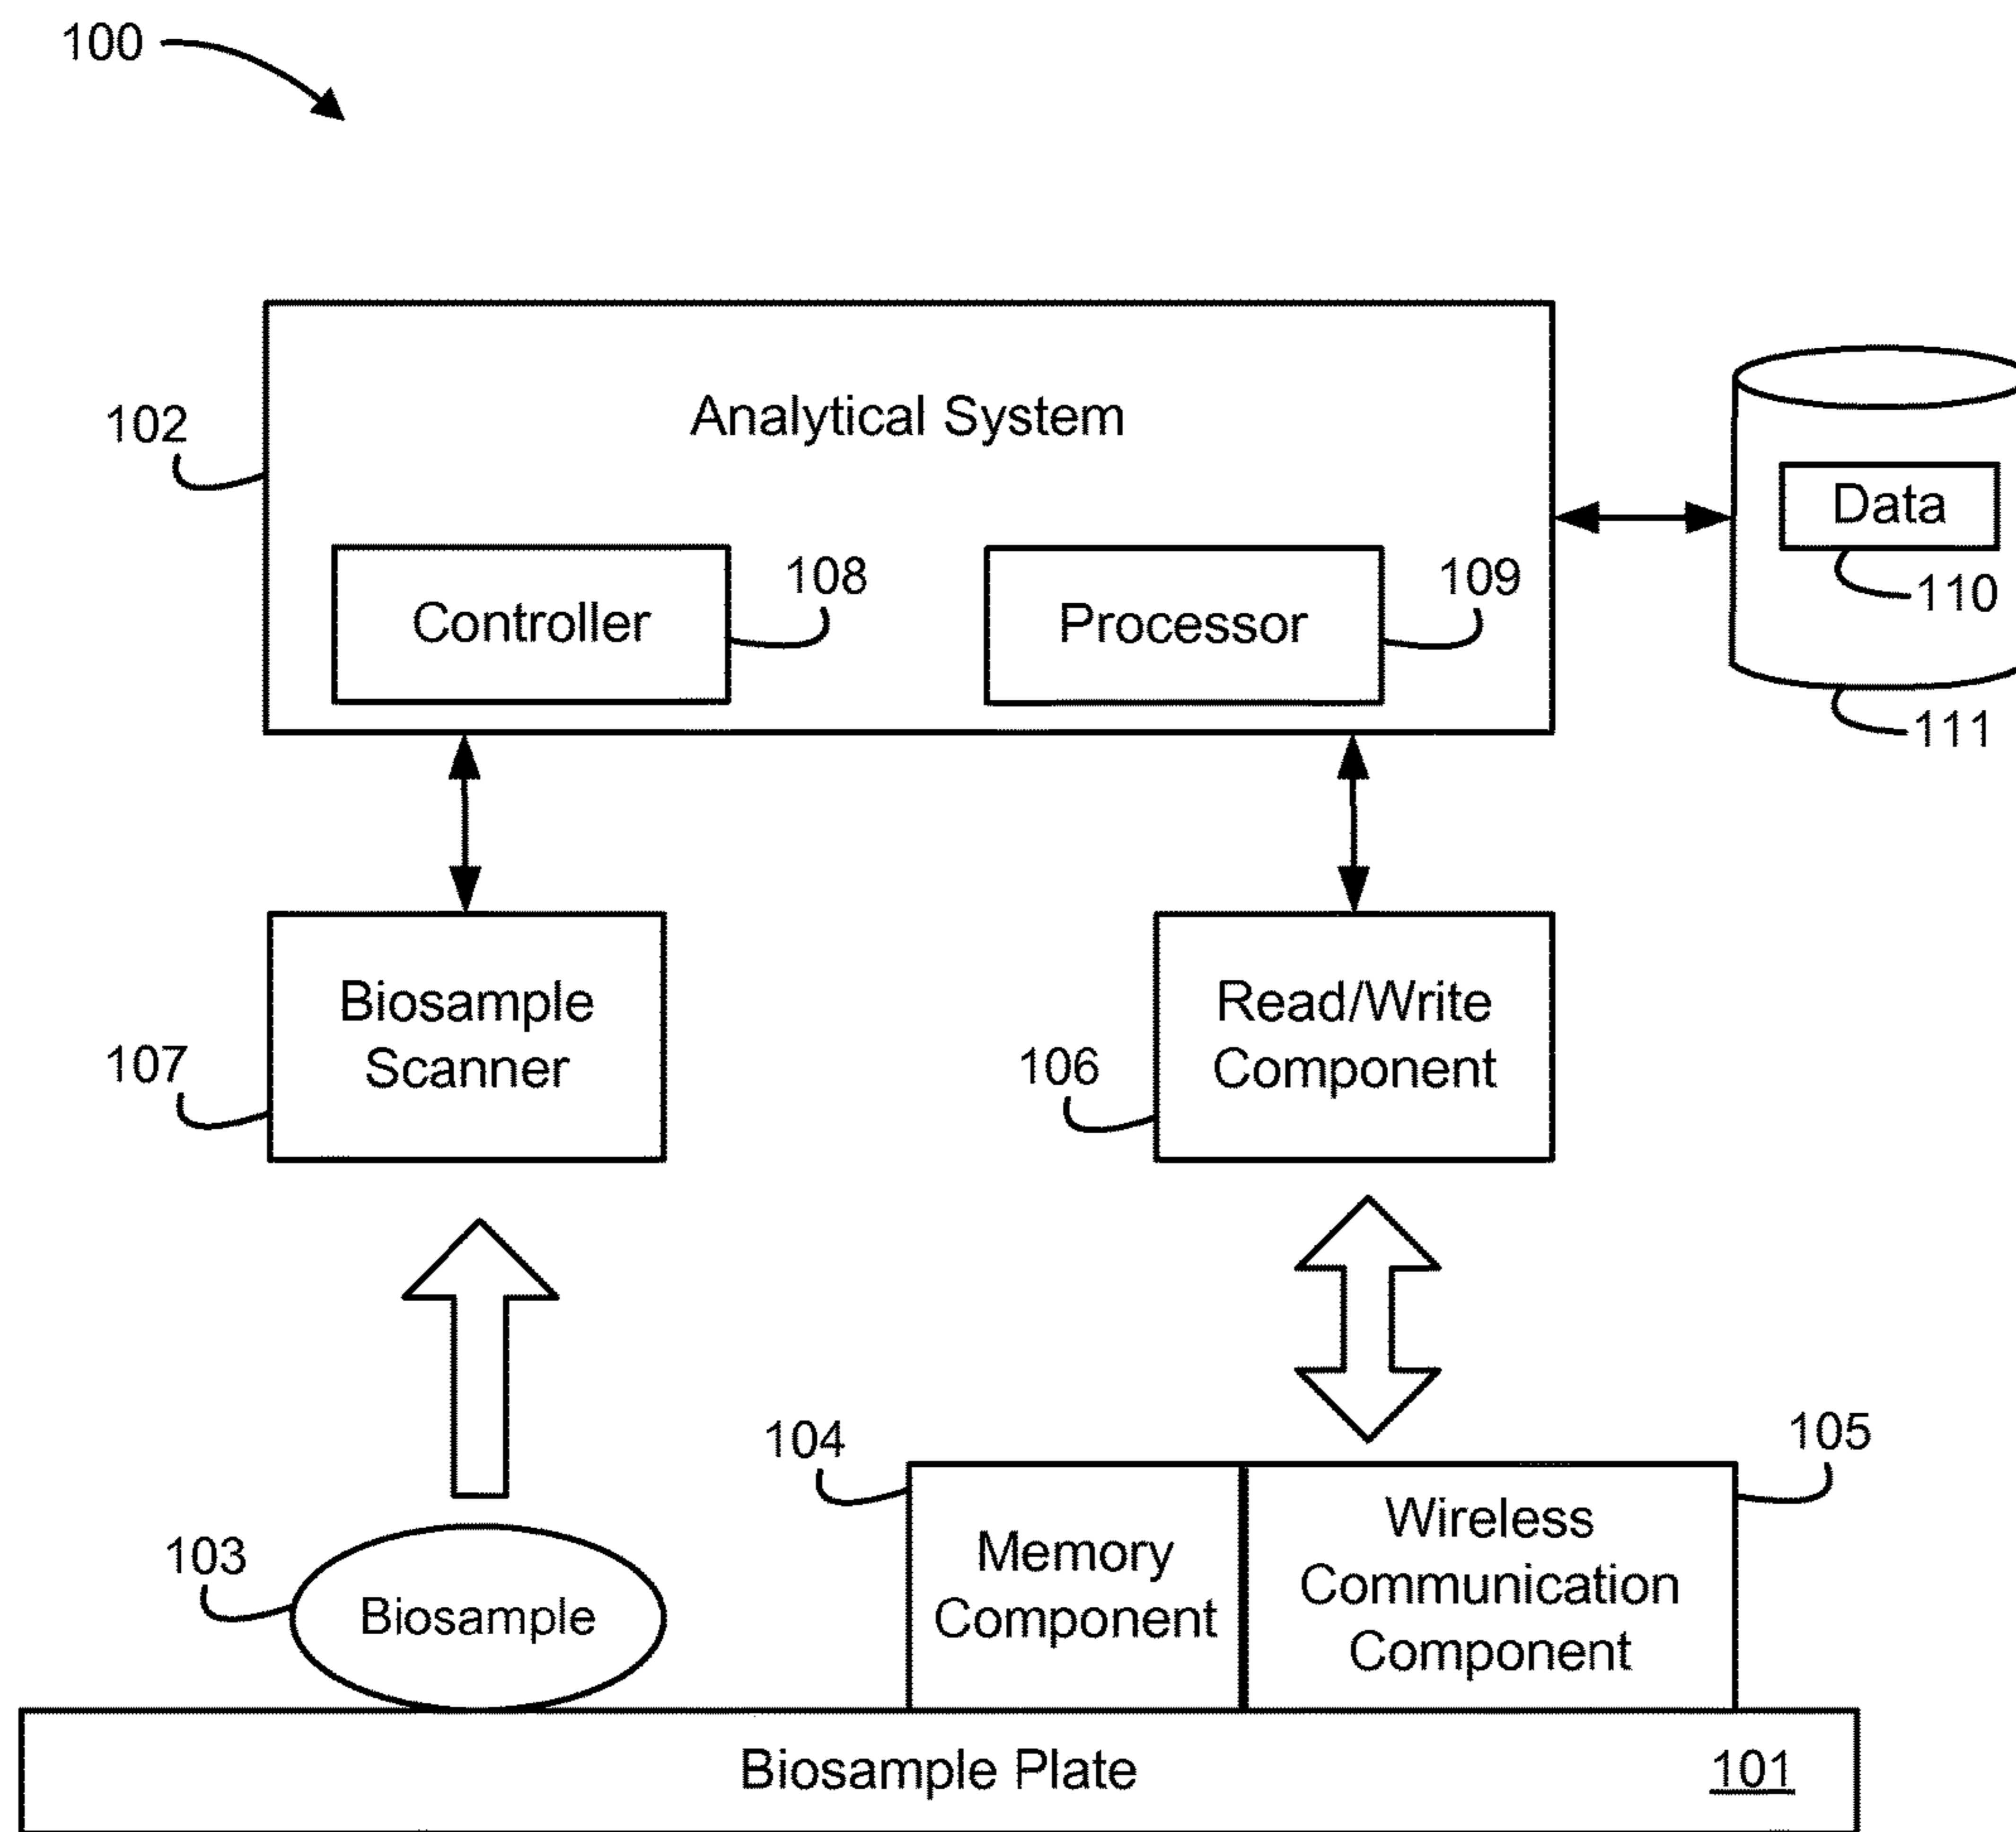 100
Analytical System
102
Data
110
Controller
108
Processor
109
111
Biosample
Scanner
107
Read/Write
Component
106
104
105
Memory
Component
Wireless
Communication
Component
103
Biosample
Biosample Plate
101